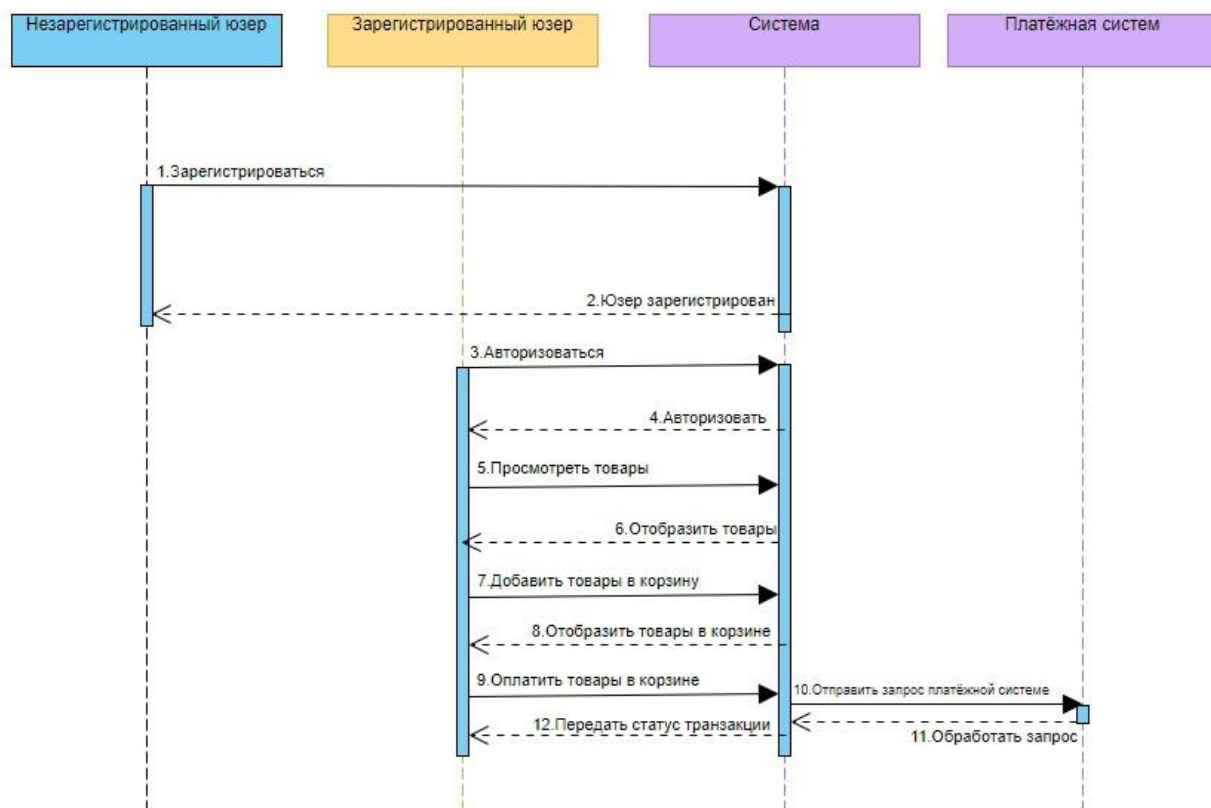 Незарегистрированный юзер
Зарегистрированный юзер
Система
Платёжная систем
1.Зарегистрироваться
2.Юзер зарегистрирован
3.Авторизоваться
4.Авторизовать
5.Просмотреть товары
6.Отобразить товары
7.Добавить товары в корзину
8.Отобразить товары в корзине
9.Оплатить товары в корзине
10.Отправить запрос платёжной системе
12.Передать статус транзакции
11.Обработать запрос